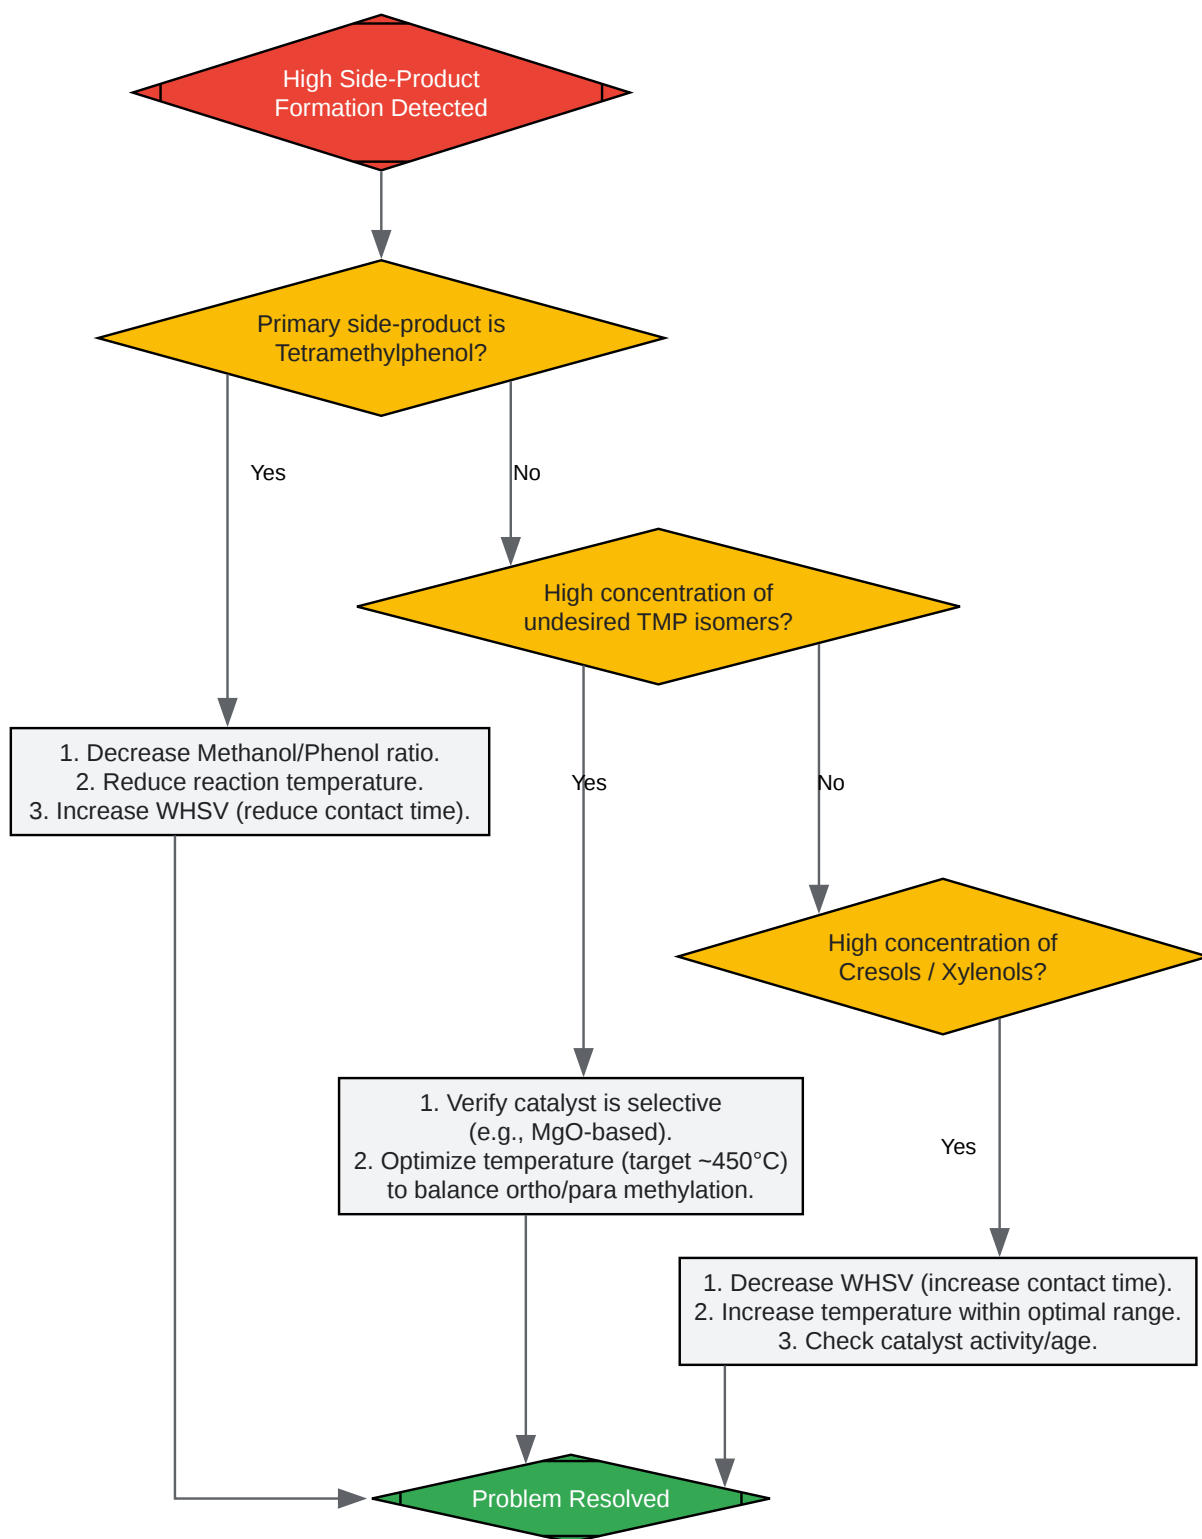 High Side-Product
Formation Detected
Primary side-product is
Tetramethylphenol?
Yes
No
High concentration of
undesired TMP isomers?
1. Decrease Methanol/Phenol ratio.
2. Reduce reaction temperature.
3. Increase WHSV (reduce contact time).
Yes
No
High concentration of
Cresols / Xylenols?
1. Verify catalyst is selective
(e.g., MgO-based).
2. Optimize temperature (target ~450°C)
to balance ortho/para methylation.
Yes
1. Decrease WHSV (increase contact time).
2. Increase temperature within optimal range.
3. Check catalyst activity/age.
Problem Resolved